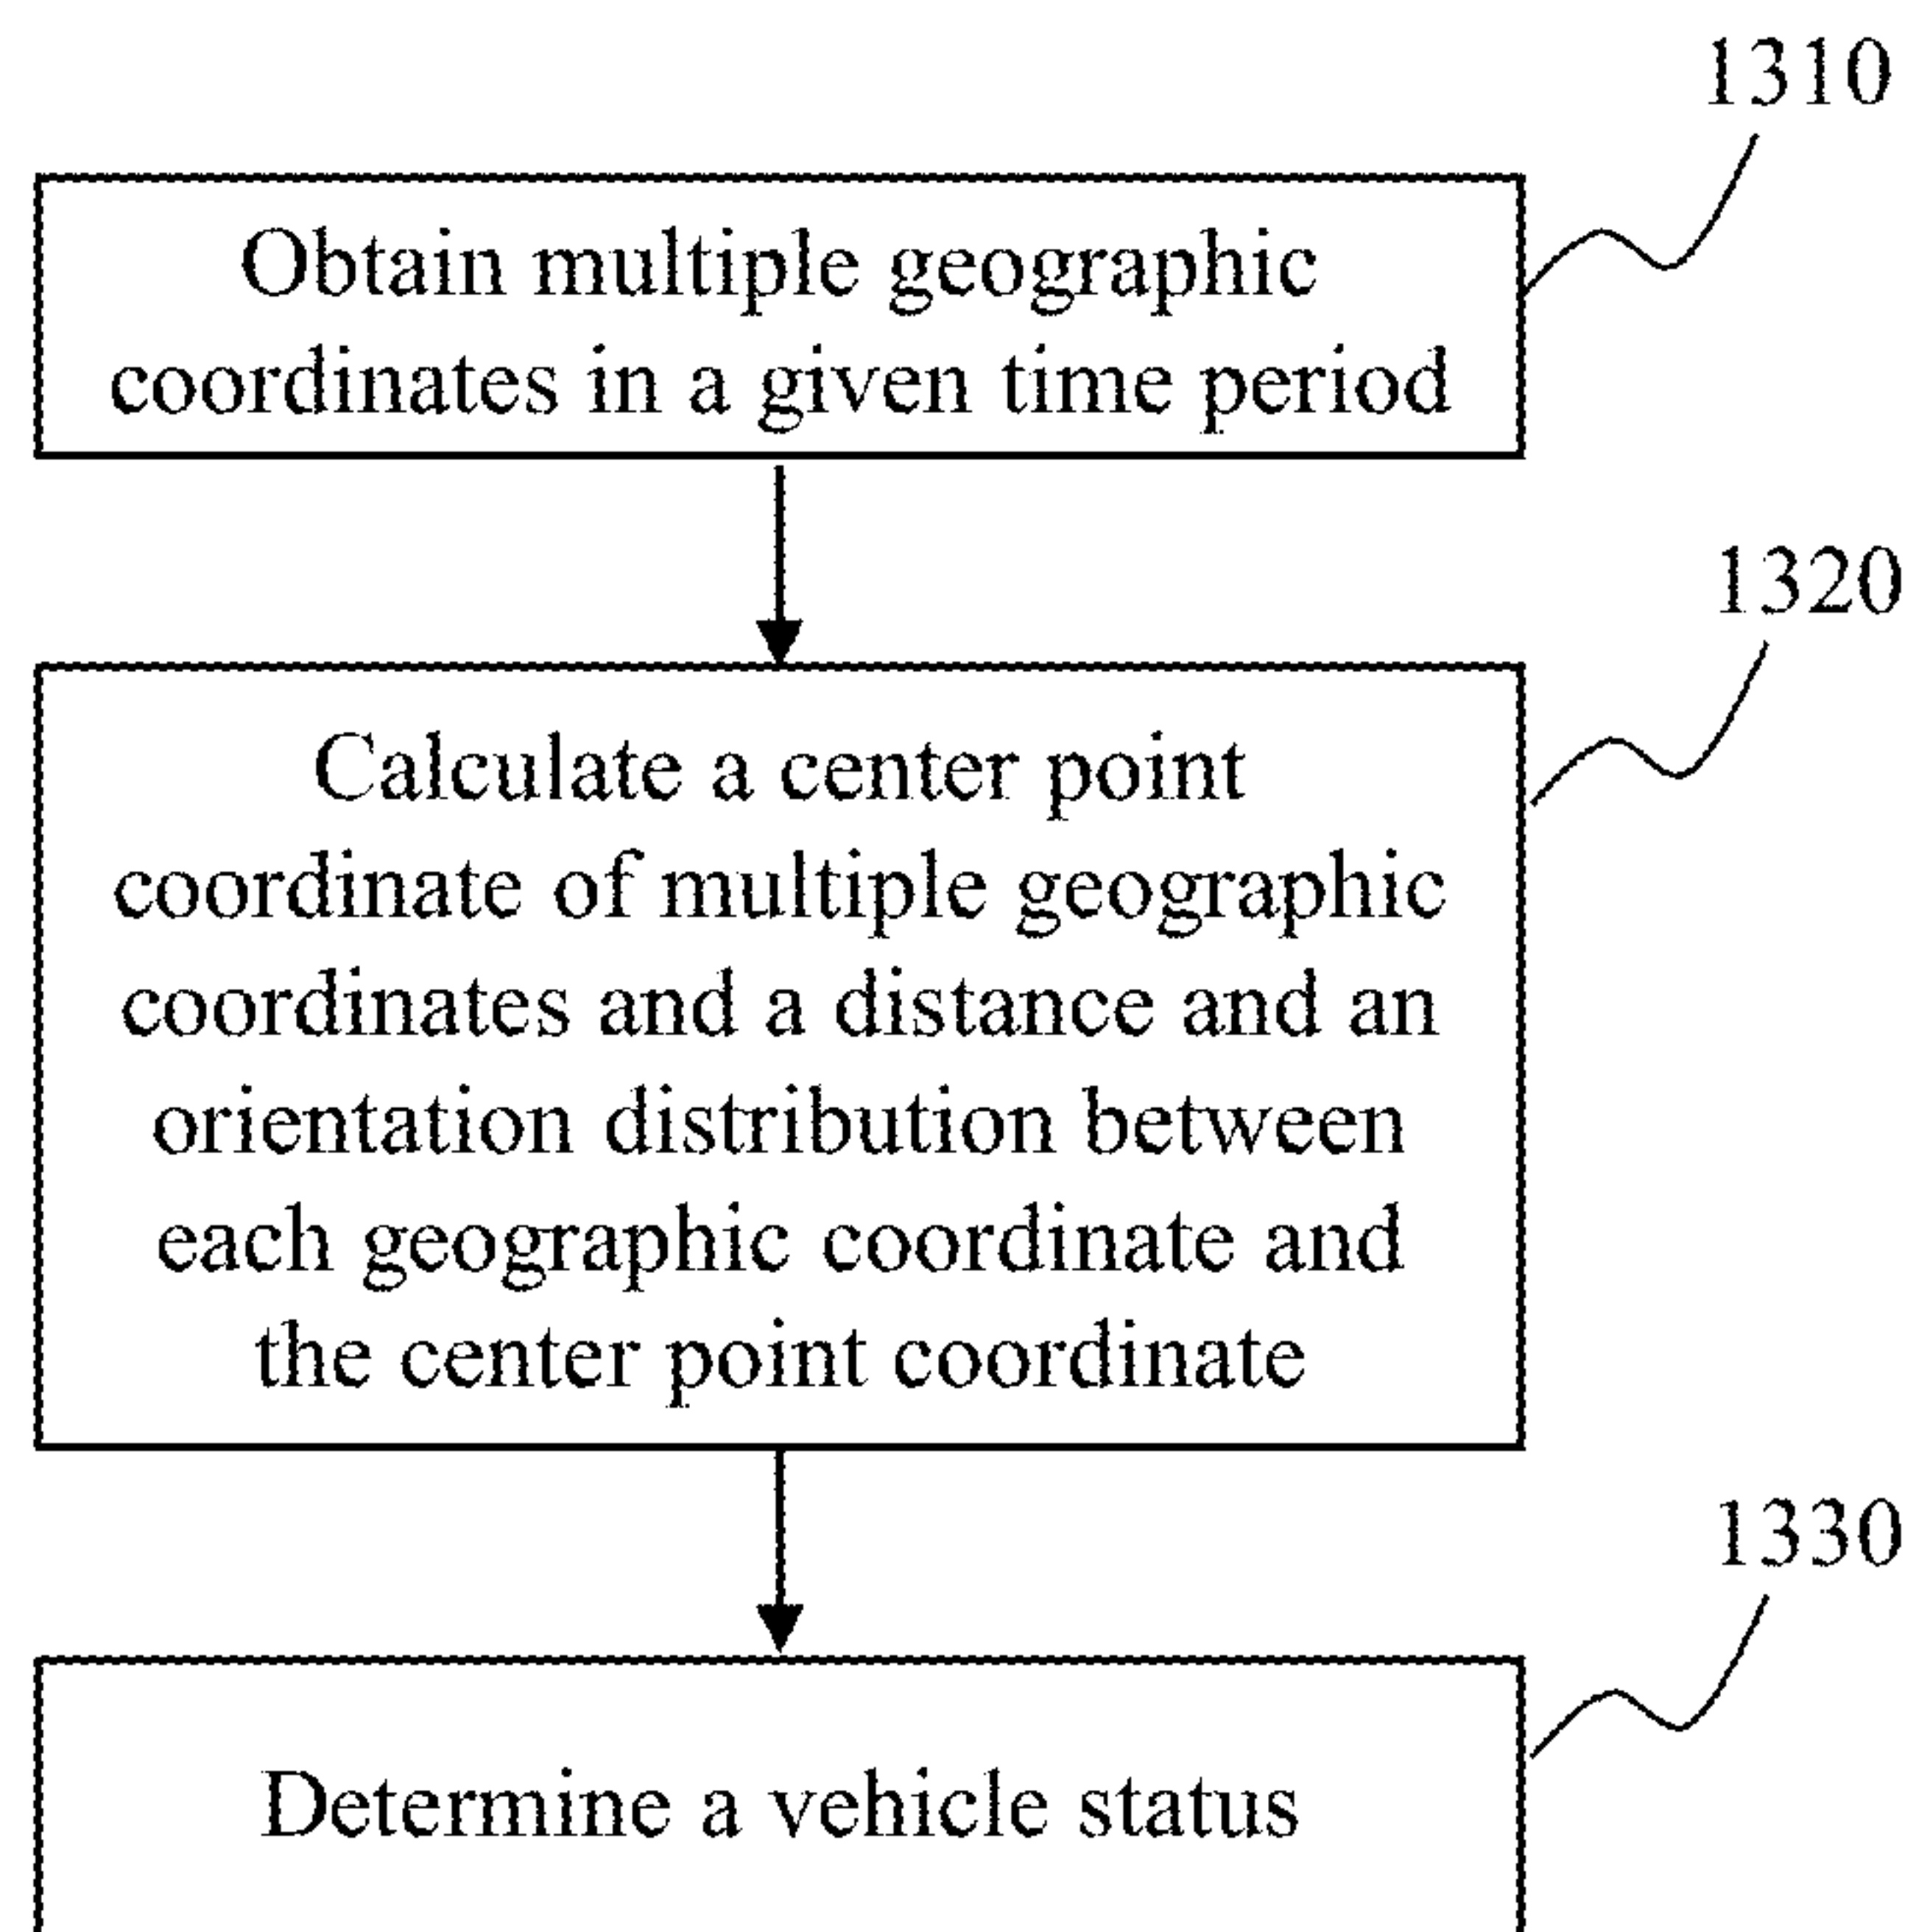 1310
Obtain multiple geographic
coordinates in a given time period
1320
Calculate a center point
coordinate of multiple geographic
coordinates and a distance and an
orientation distribution between
each geographic coordinate and
the center point coordinate
1330
Determine a vehicle status